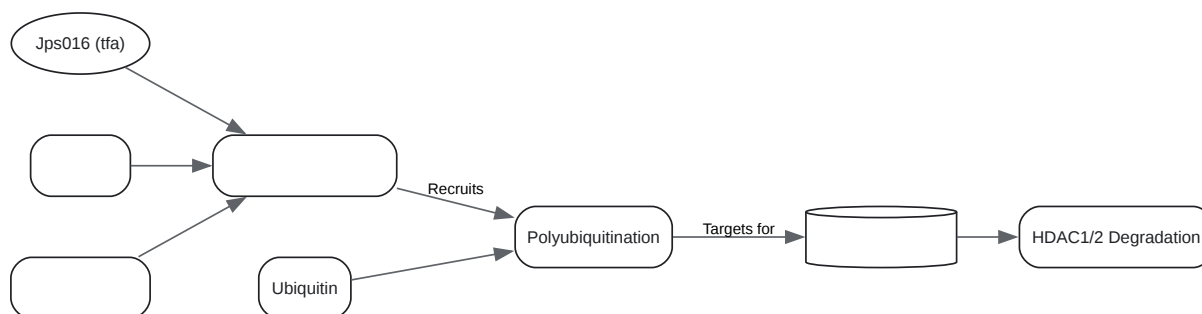 Jps016 (tfa)
Recruits
Polyubiquitination
Targets for
HDAC1/2 Degradation
Ubiquitin